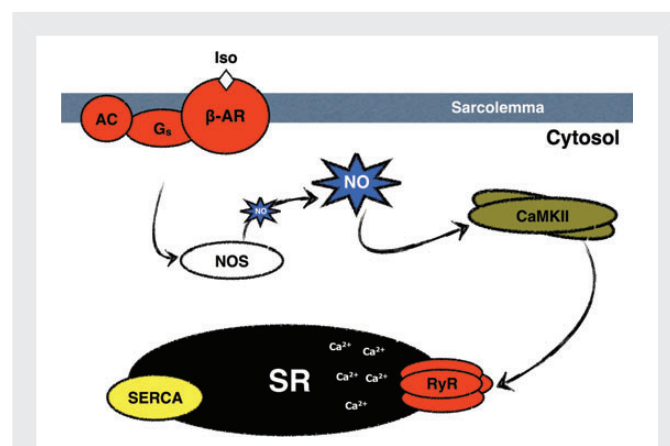 Iso
Sarcolemma
AC
Gs
β-AR
Cytosol
NO
NO
CaMKII
NOS
Ca²⁺
Ca²⁺
SR
Ca²⁺
Ca²⁺
RyR
SERCA
Ca²⁺